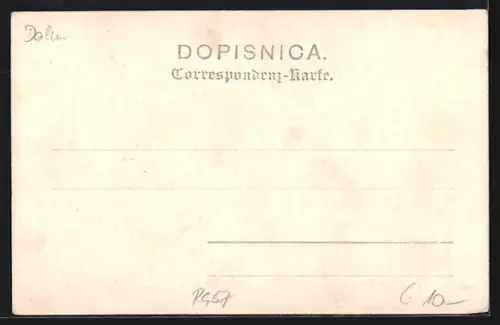 Dalm.
DOPISNICA.
Correspondenz-Karte.
PG57
G 10-